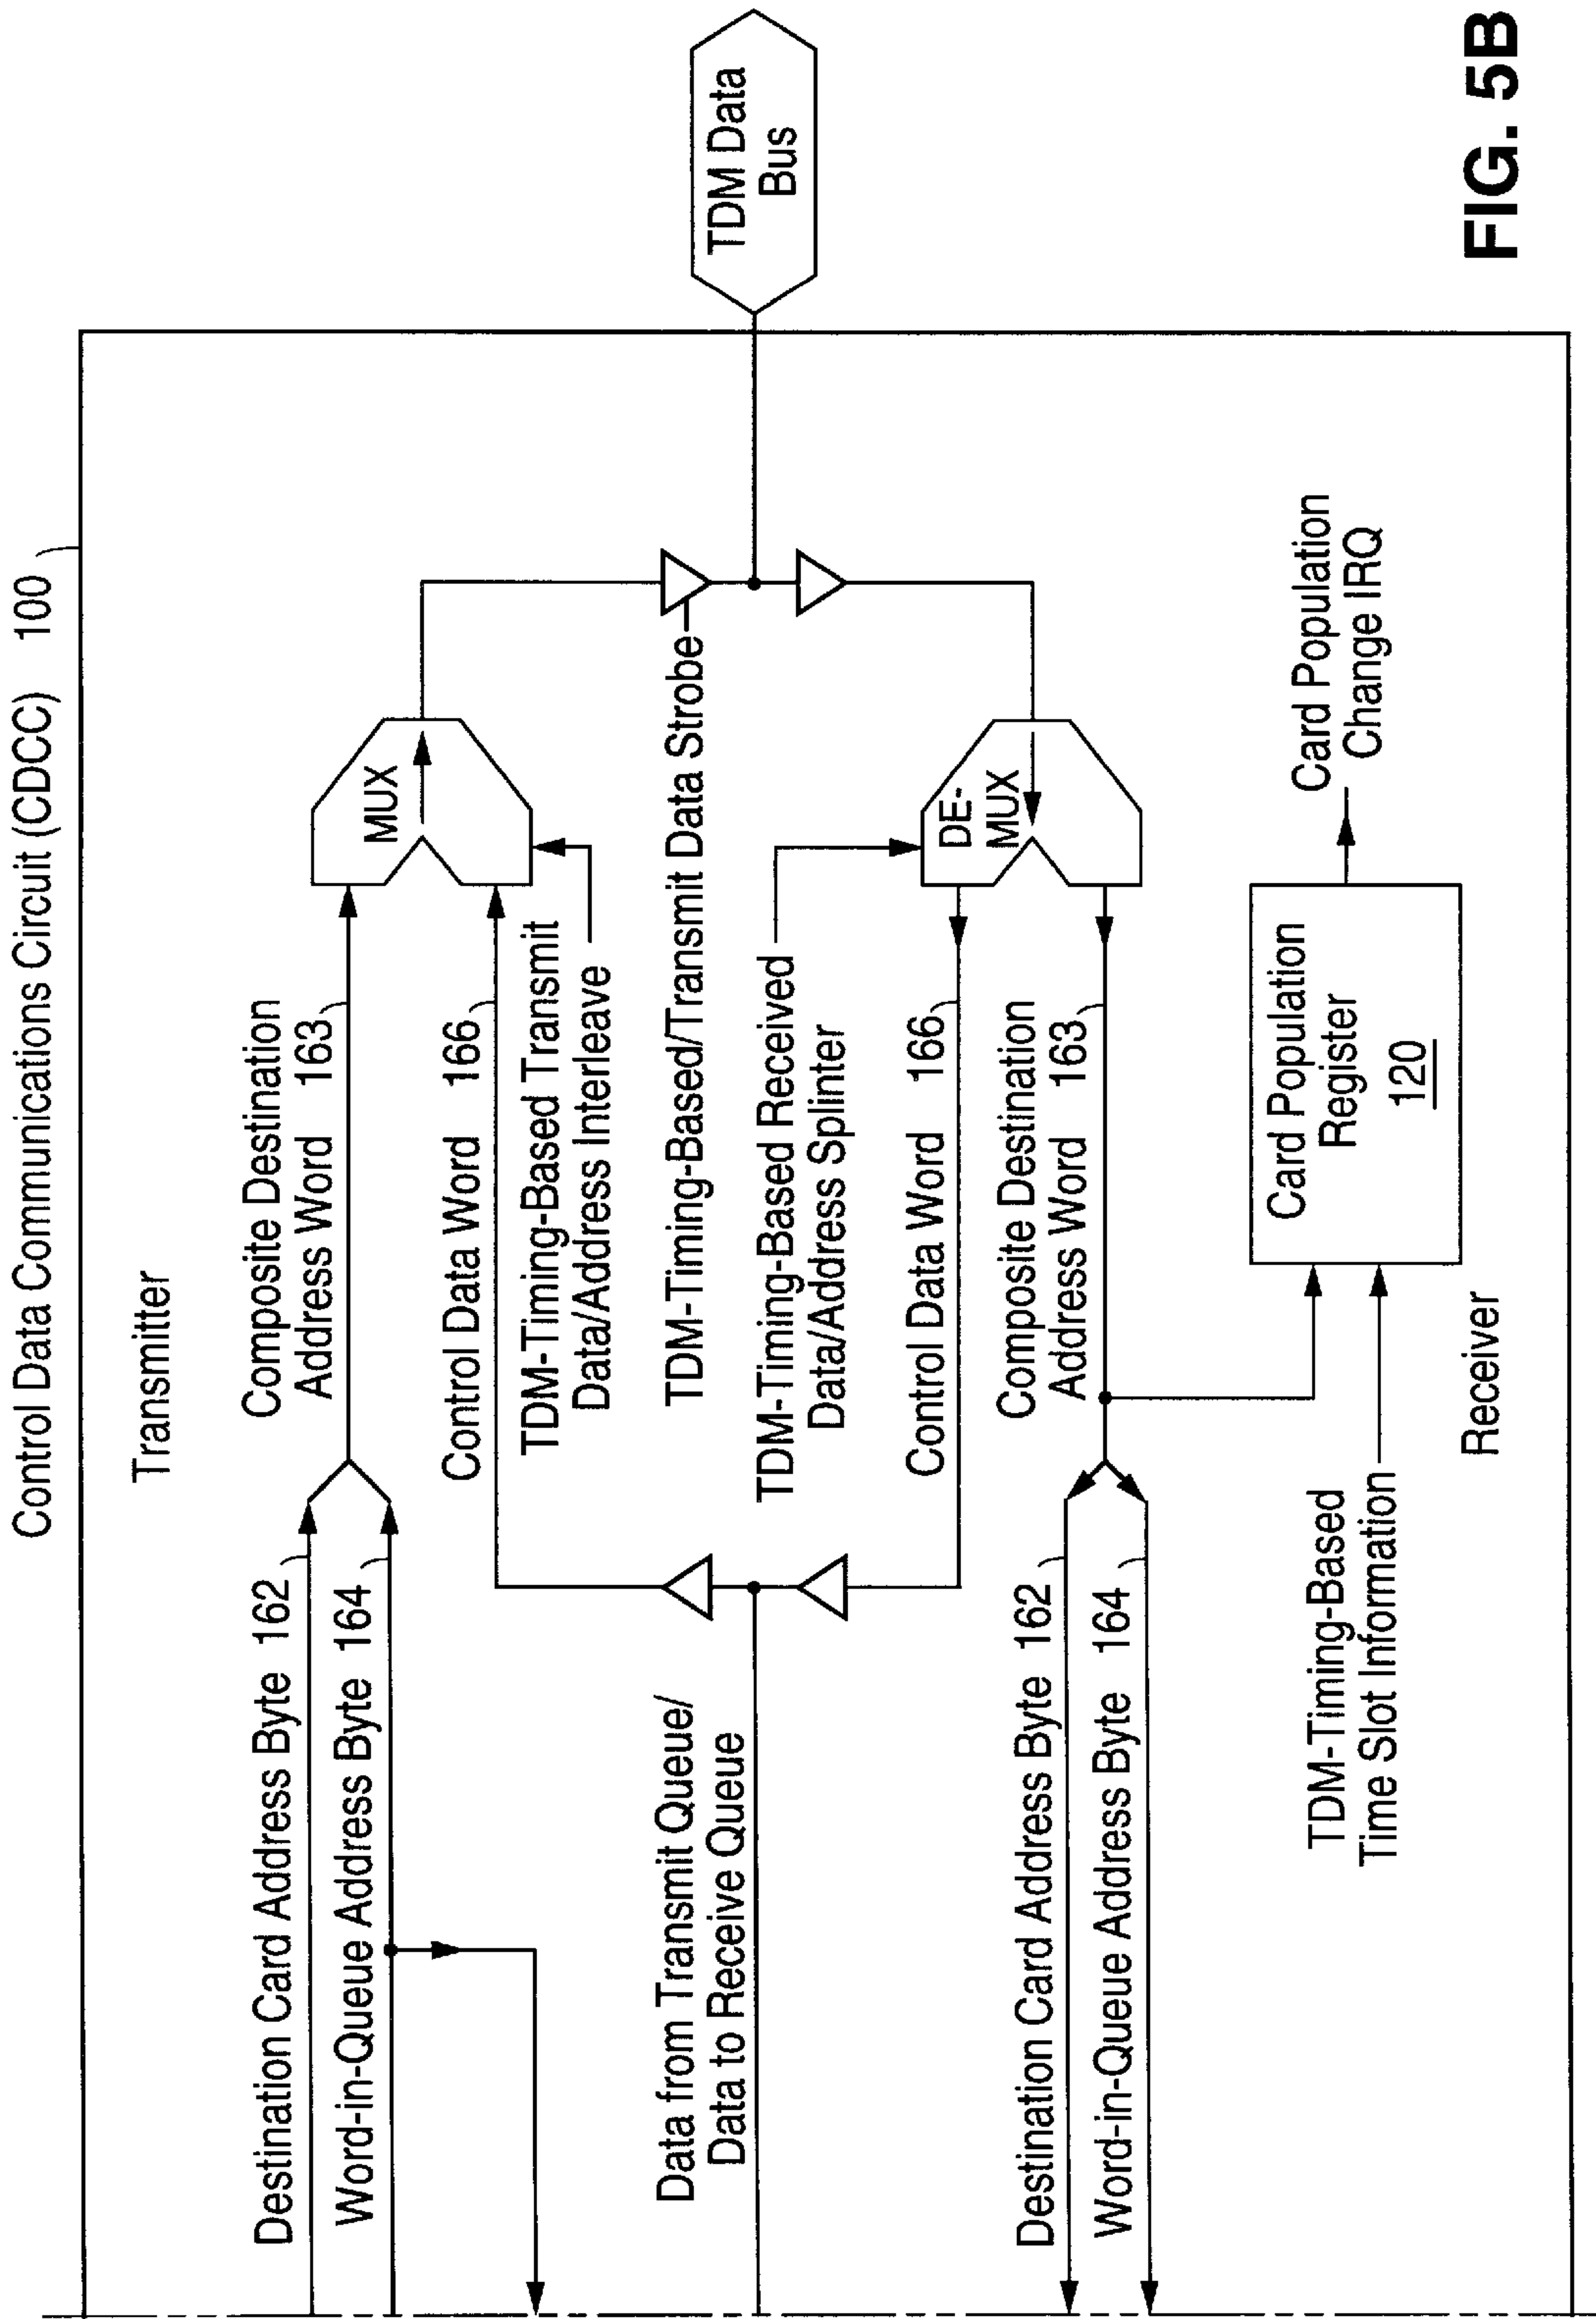 Control Data Communications Circuit (CDCC) 100
Transmitter
Destination Card Address Byte 162
Word-in-Queue Address Byte 164
Composite Destination
Address Word 163
Control Data Word 166
MUX
TDM-Timing-Based Transmit
Data/Address Interleave
TDM-Timing-Based/Transmit Data Strobe
Data from Transmit Queue/
Data to Receive Queue
TDM Data
Bus
TDM-Timing-Based Received
Data/Address Splinter
DE-
MUX
Control Data Word 166
Composite Destination
Address Word 163
Destination Card Address Byte 162
Word-in-Queue Address Byte 164
Card Population
Register
120
Card Population
Change IRQ
TDM-Timing-Based
Time Slot Information
Receiver
FIG. 5B